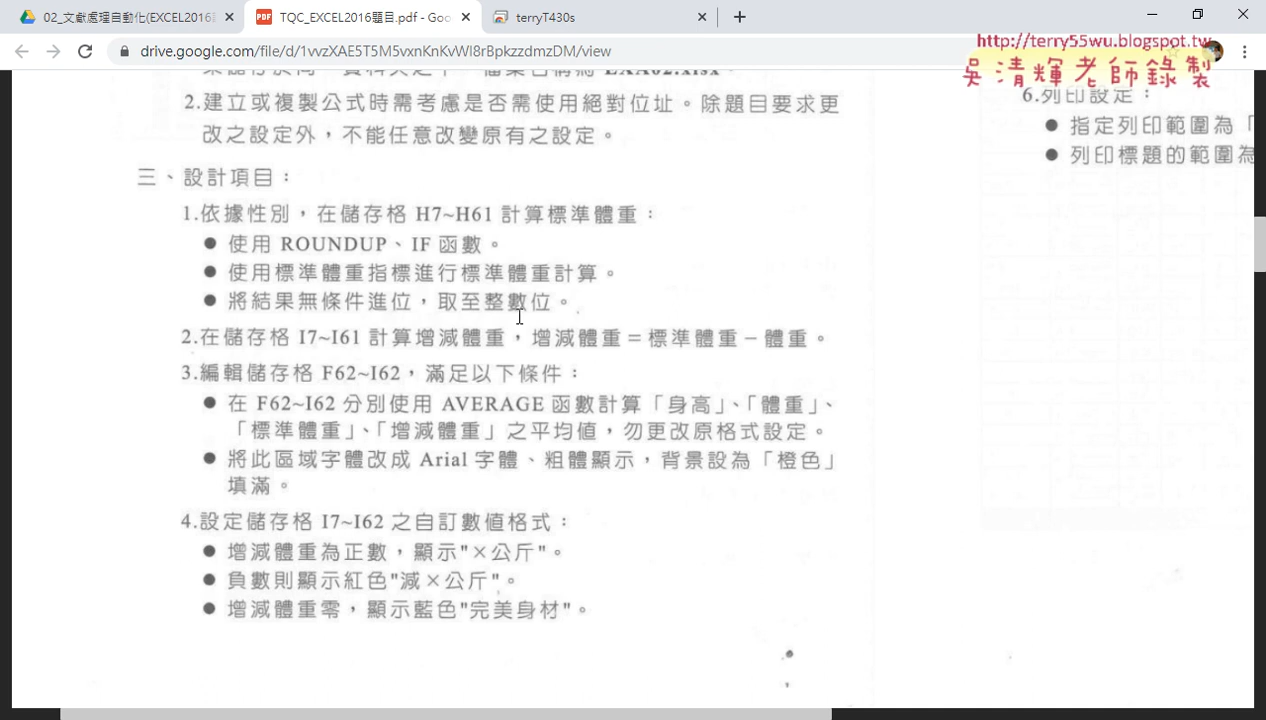 02_文獻處理自動化(EXCEL2016
TQC_EXCEL2016題目.pdf - Goo
terryT430s
drive.google.com/file/d/1vvzXAE5T5M5vxnKnKvWI8rBpkzzdmzDM/view
http://terry55wu.blogspot.tw
吳清輝老師錄製
2.建立或複製公式時需考慮是否需使用絕對位址。除題目要求更
改之設定外，不能任意改變原有之設定。
三、設計項目：
1.依據性別，在儲存格 H7~H61 計算標準體重：
● 使用 ROUNDUP、IF 函數。
● 使用標準體重指標進行標準體重計算。
● 將結果無條件進位，取至整數位。
2.在儲存格 I7~I61 計算增減體重，增減體重＝標準體重－體重。
3.編輯儲存格 F62~I62，滿足以下條件：
● 在 F62~I62 分別使用 AVERAGE 函數計算「身高」、「體重」、
「標準體重」、「增減體重」之平均值，勿更改原格式設定。
● 將此區域字體改成 Arial 字體、粗體顯示，背景設為「橙色」
填滿。
4.設定儲存格 I7~I62 之自訂數值格式：
● 增減體重為正數，顯示"×公斤"。
● 負數則顯示紅色"減×公斤"。
● 增減體重零，顯示藍色"完美身材"。
6.列印設定：
● 指定列印範圍為「
● 列印標題的範圍為